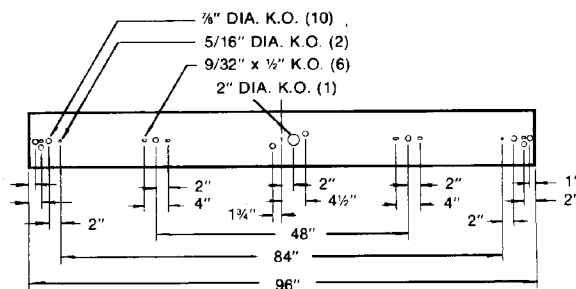 ⅞" DIA. K.O. (10)
5/16" DIA. K.O. (2)
9/32" x ½" K.O. (6)
2" DIA. K.O. (1)
2" 2" 2" 1"
4" 4½" 4" 2"
2" 1¾" 48" 2"
84"
96"